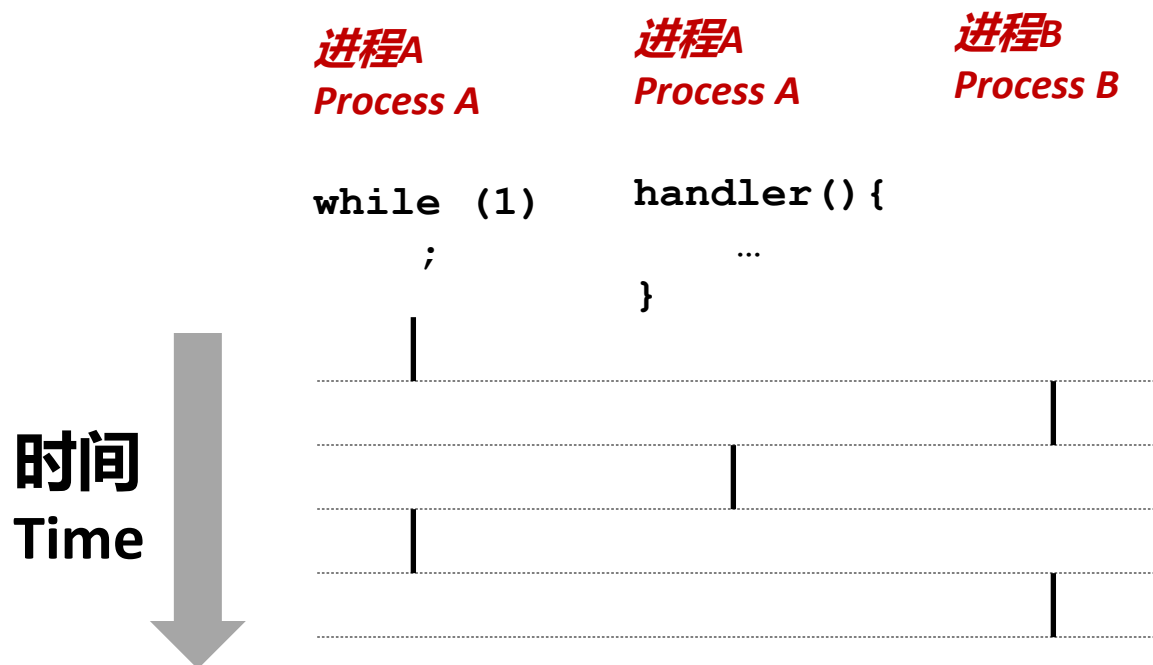 进程A
Process A
进程A
Process A
进程B
Process B
while (1)
;
handler(){
…
}
时间
Time